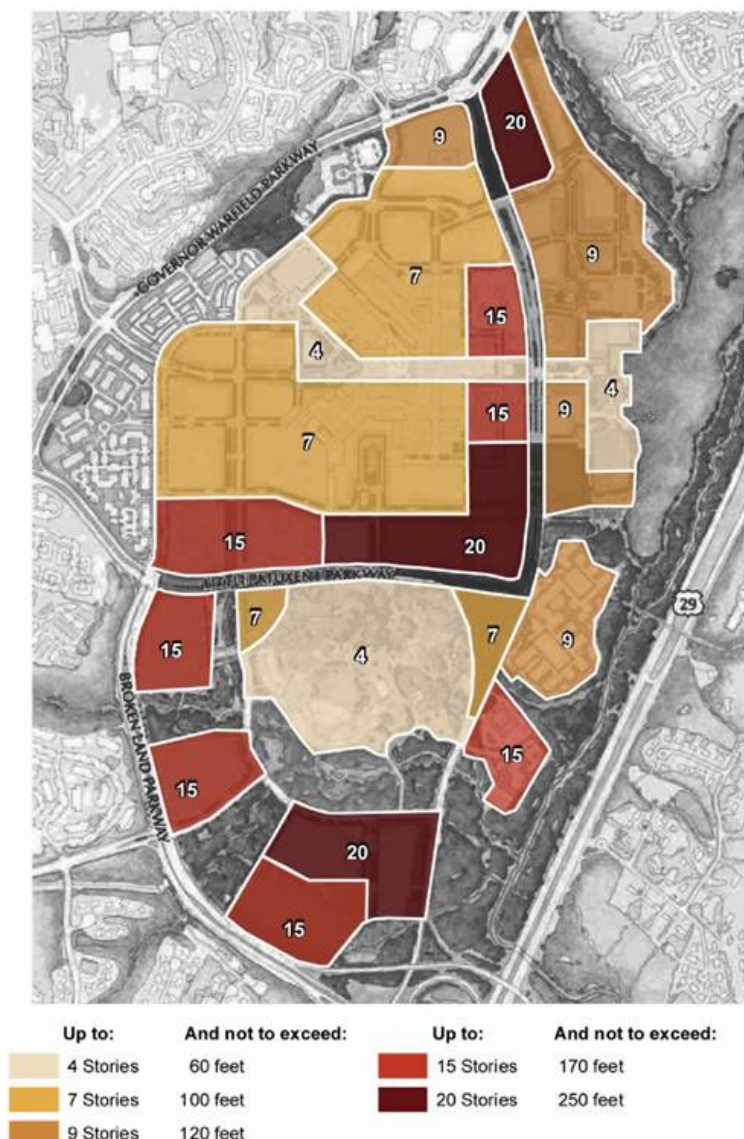 GOVERNOR WARFIELD PARKWAY
20
9
9
7
15
4
4
15
9
7
15
20
LITTLE PATUXENT PARKWAY
29
7
7
9
15
4
BROKEN LAND PARKWAY
15
15
20
15
Up to: And not to exceed:
4 Stories 60 feet
7 Stories 100 feet
9 Stories 120 feet
Up to: And not to exceed:
15 Stories 170 feet
20 Stories 250 feet